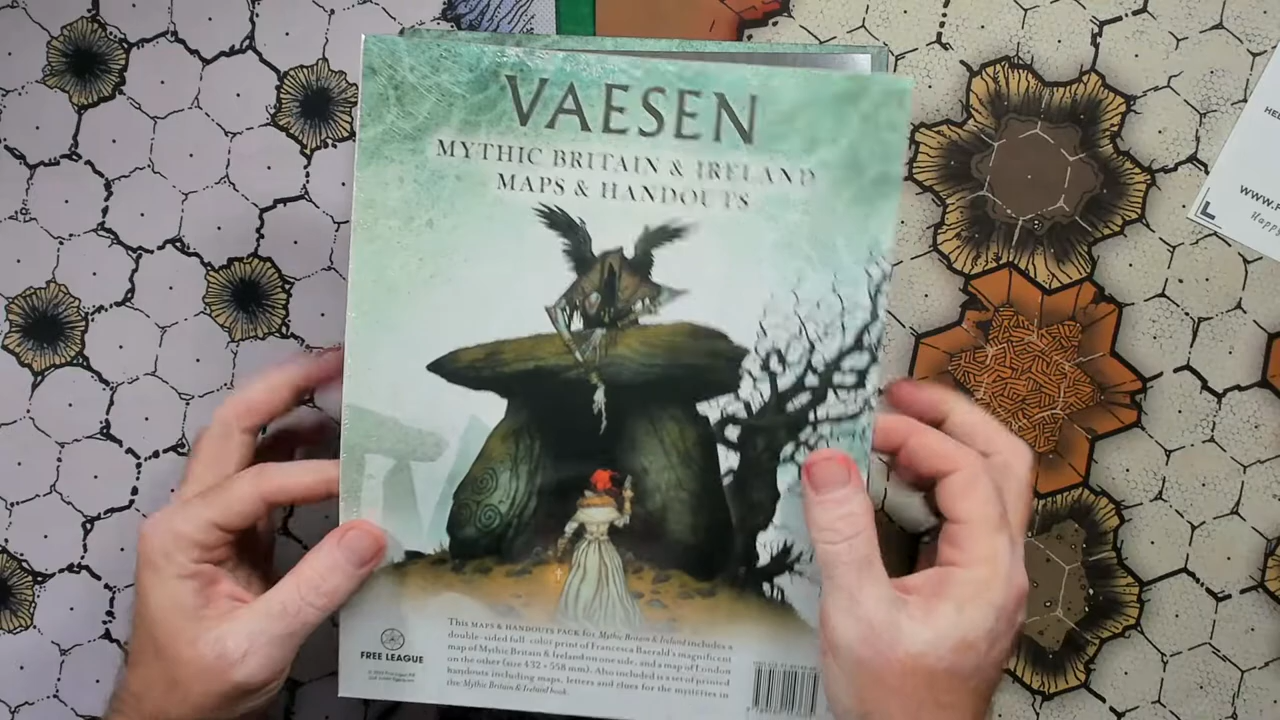 VAESEN
MYTHIC BRITAIN & IRELAND
MAPS & HANDOUTS
THIS MAPS & HANDOUTS PACK for Mythic Britain & Ireland includes a
double-sided full-color print of Francesca Baerald's magnificent
map of Mythic Britain & Ireland on one side, and a map of London
on the other (size 432 × 558 mm). Also included is a set of printed
handouts including maps, letters and clues for the mysteries in
the Mythic Britain & Ireland book.
FREE LEAGUE
WWW.
Happy